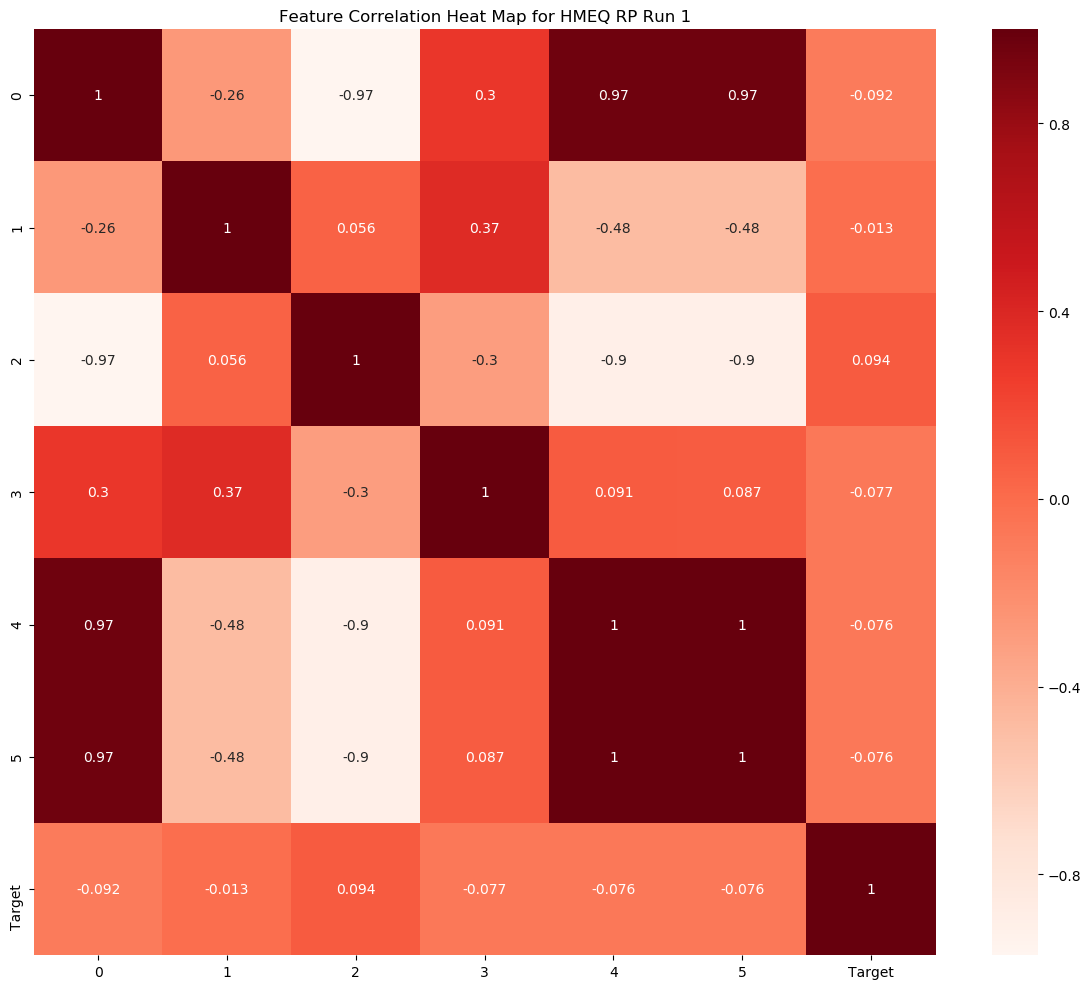 Feature Correlation Heat Map for HMEQ RP Run 1
0 1 -0.26 -0.97 0.3 0.97 0.97 -0.092
1 -0.26 1 0.056 0.37 -0.48 -0.48 -0.013
2 -0.97 0.056 1 -0.3 -0.9 -0.9 0.094
3 0.3 0.37 -0.3 1 0.091 0.087 -0.077
4 0.97 -0.48 -0.9 0.091 1 1 -0.076
5 0.97 -0.48 -0.9 0.087 1 1 -0.076
Target -0.092 -0.013 0.094 -0.077 -0.076 -0.076 1
0 1 2 3 4 5 Target
0.8
0.4
0.0
−0.4
−0.8